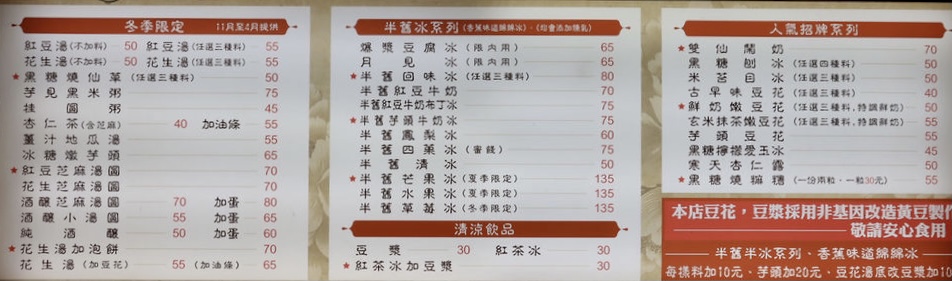 冬季限定 11月至4月提供
紅豆湯(不加料) 50 紅豆湯(任選三種料) 55
花生湯(不加料) 50 花生湯(任選三種料) 55
★黑糖燒仙草(任選三種料) 50
芋見黑米粥 75
桂圓粥 45
杏仁茶(含芝麻) 40 加油條 55
薑汁地瓜湯 55
冰糖燉芋頭 65
★紅豆芝麻湯圓 70
花生芝麻湯圓 70
酒釀芝麻湯圓 70 加蛋 80
酒釀小湯圓 55 加蛋 65
純酒釀 50 加蛋 60
★花生湯加泡餅 70
花生湯(加豆花) 55 (加油條) 65
半舊冰系列(香蕉味道綿綿冰、(均會添加煉乳)
爆漿豆腐冰(限內用) 65
月見冰(限內用) 65
★半舊回味冰(任選三種料) 80
半舊紅豆牛奶 70
半舊紅豆牛奶布丁冰
★半舊芋頭牛奶冰 75
半舊鳳梨冰 60
半舊四菓冰(蜜餞) 75
半舊清冰 50
★半舊芒果冰(夏季限定) 135
半舊水果冰(夏季限定) 135
半舊草莓冰(冬季限定) 135
清涼飲品
豆漿 30 紅茶冰 30
★紅茶冰加豆漿 30
人氣招牌系列
★雙仙鬧奶 70
黑糖刨冰(任選四種料) 50
米苔目冰(任選三種料) 50
古早味豆花(任選三種料) 40
★鮮奶嫩豆花(任選三種料,特調鮮奶) 50
玄米抹茶嫩豆花(任選三種料,特調鮮奶) 55
芋頭豆花 55
黑糖檸檬愛玉冰 45
寒天杏仁露 50
★黑糖燒麻糬(一份兩粒,一粒30元) 55
本店豆花，豆漿採用非基因改造黃豆製
敬請安心食用
半舊半冰系列、香蕉味道綿綿冰
每樣料加10元、芋頭加20元、豆花湯底改豆漿加10